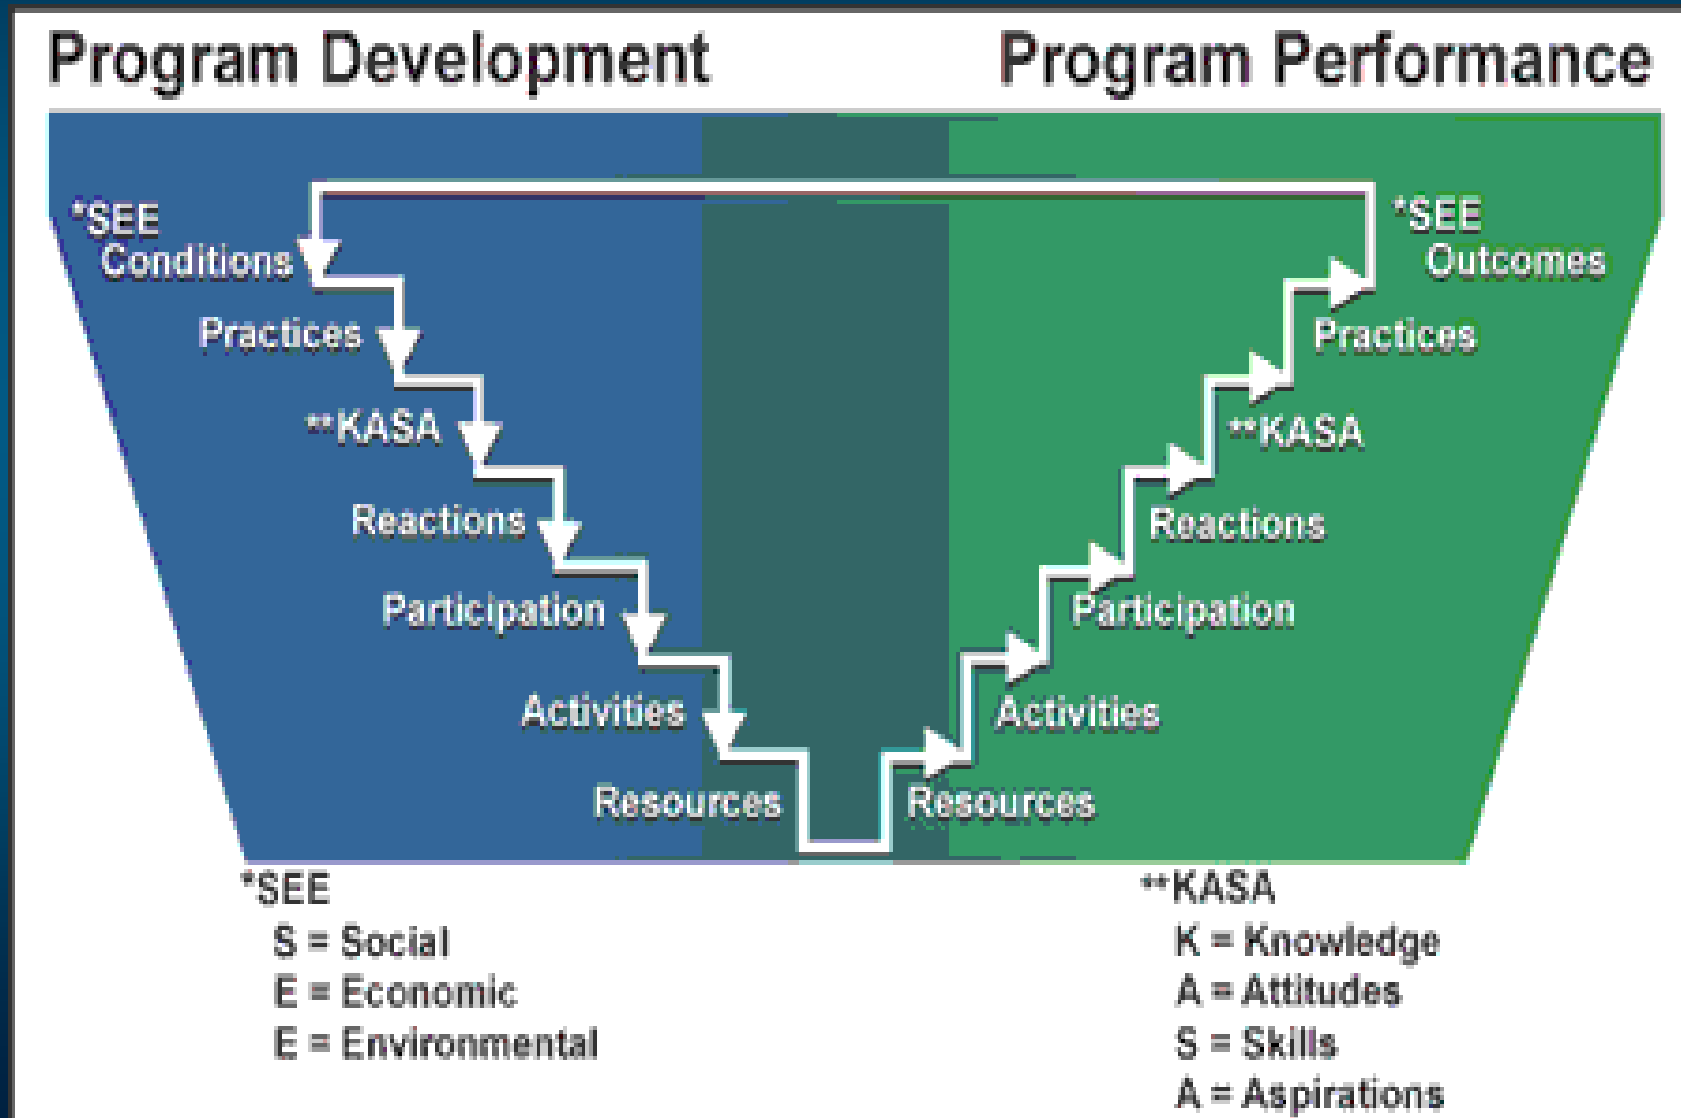 Program Development
Program Performance
*SEE
Conditions
Practices
**KASA
Reactions
Participation
Activities
Resources
*SEE
Outcomes
Practices
**KASA
Reactions
Participation
Activities
Resources
*SEE
S = Social
E = Economic
E = Environmental
**KASA
K = Knowledge
A = Attitudes
S = Skills
A = Aspirations